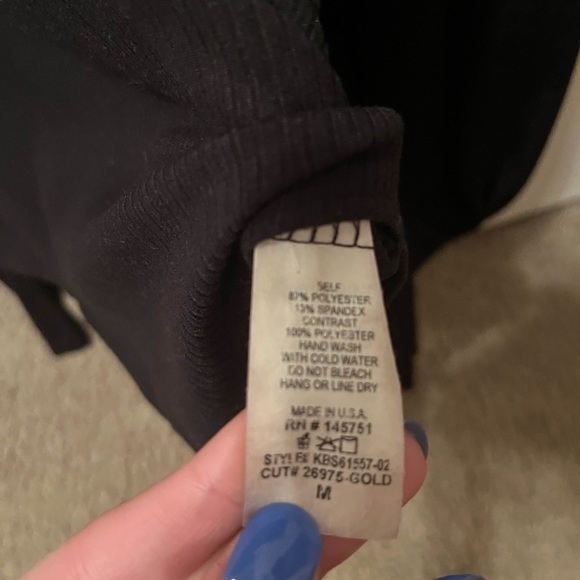 SELF
87% POLYESTER
13% SPANDEX
CONTRAST
100% POLYESTER
HAND WASH
WITH COLD WATER
DO NOT BLEACH
HANG OR LINE DRY
MADE IN U.S.A.
RN # 145751
STYLE# KBS61557-02
CUT# 26975-GOLD
M